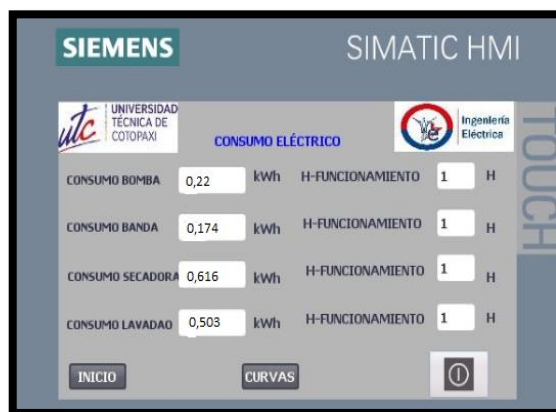 SIEMENS
SIMATIC HMI
TOUCH
utc
UNIVERSIDAD
TÉCNICA DE
COTOPAXI
Ingeniería
Eléctrica
CONSUMO ELÉCTRICO
CONSUMO BOMBA 0,22 kWh H-FUNCIONAMIENTO 1 H
CONSUMO BANDA 0,174 kWh H-FUNCIONAMIENTO 1 H
CONSUMO SECADORA 0,616 kWh H-FUNCIONAMIENTO 1 H
CONSUMO LAVADAO 0,503 kWh H-FUNCIONAMIENTO 1 H
INICIO CURVAS